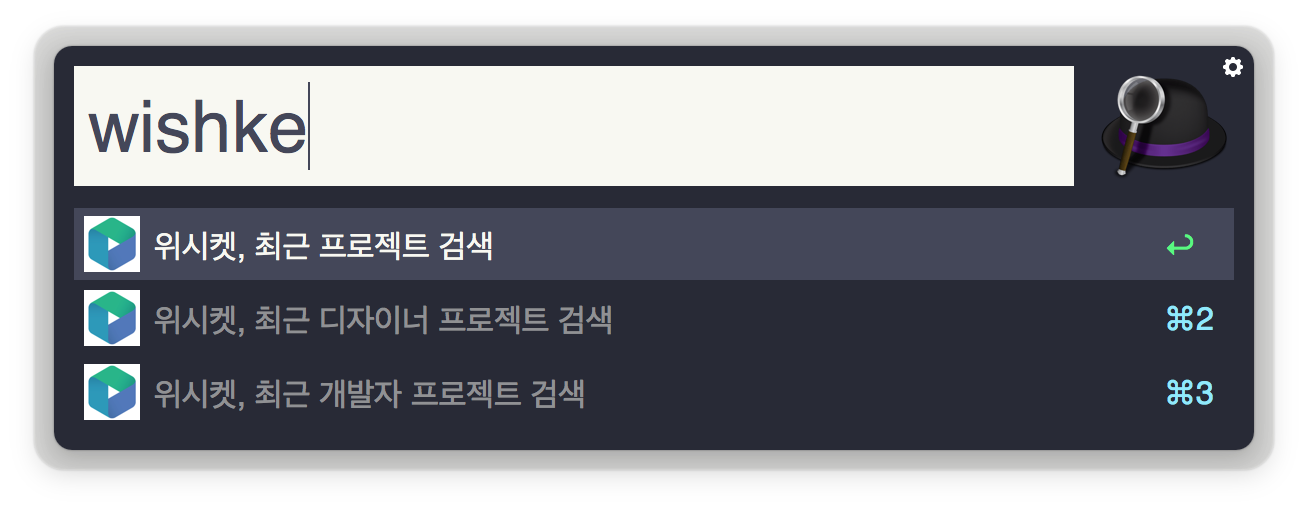 wishke
위시켓, 최근 프로젝트 검색
위시켓, 최근 디자이너 프로젝트 검색 ⌘2
위시켓, 최근 개발자 프로젝트 검색 ⌘3